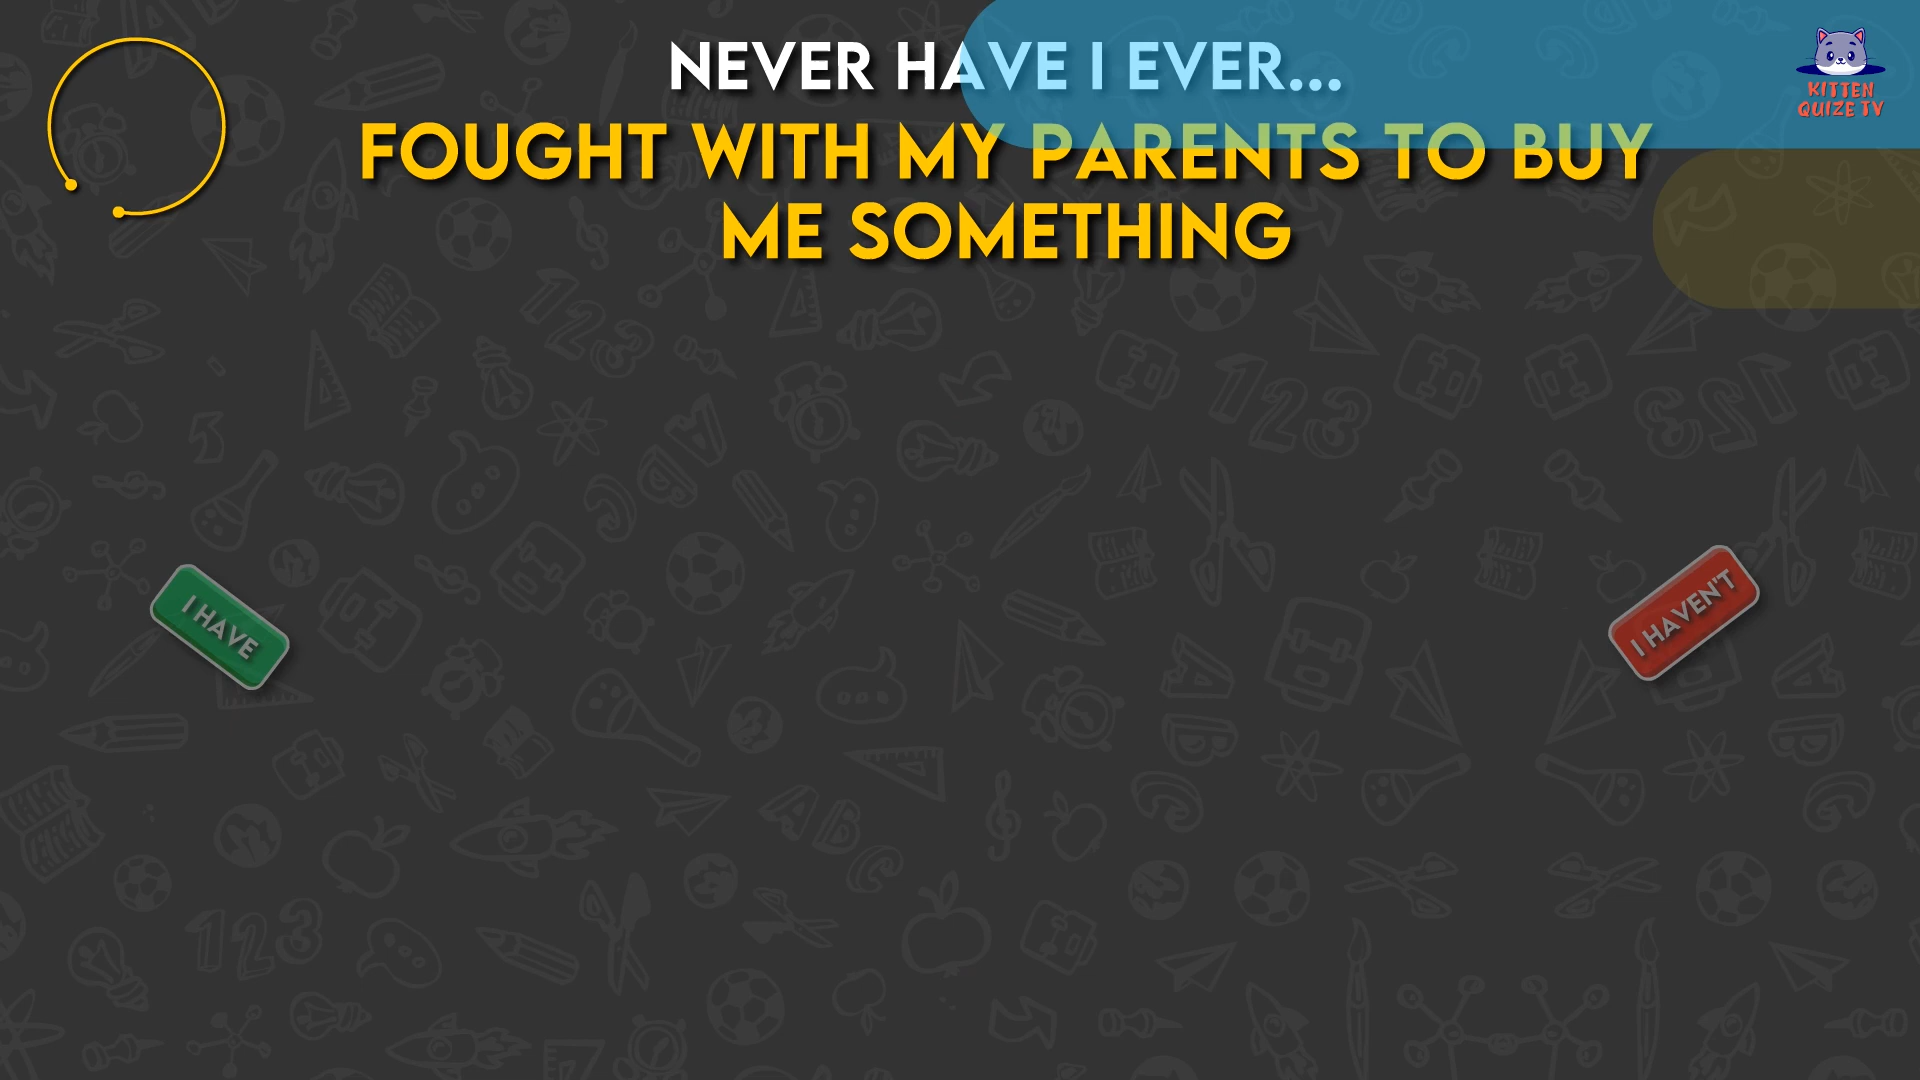 NEVER HAVE I EVER...
FOUGHT WITH MY PARENTS TO BUY
ME SOMETHING
KITTEN
QUIZE TV
I HAVE
I HAVEN'T